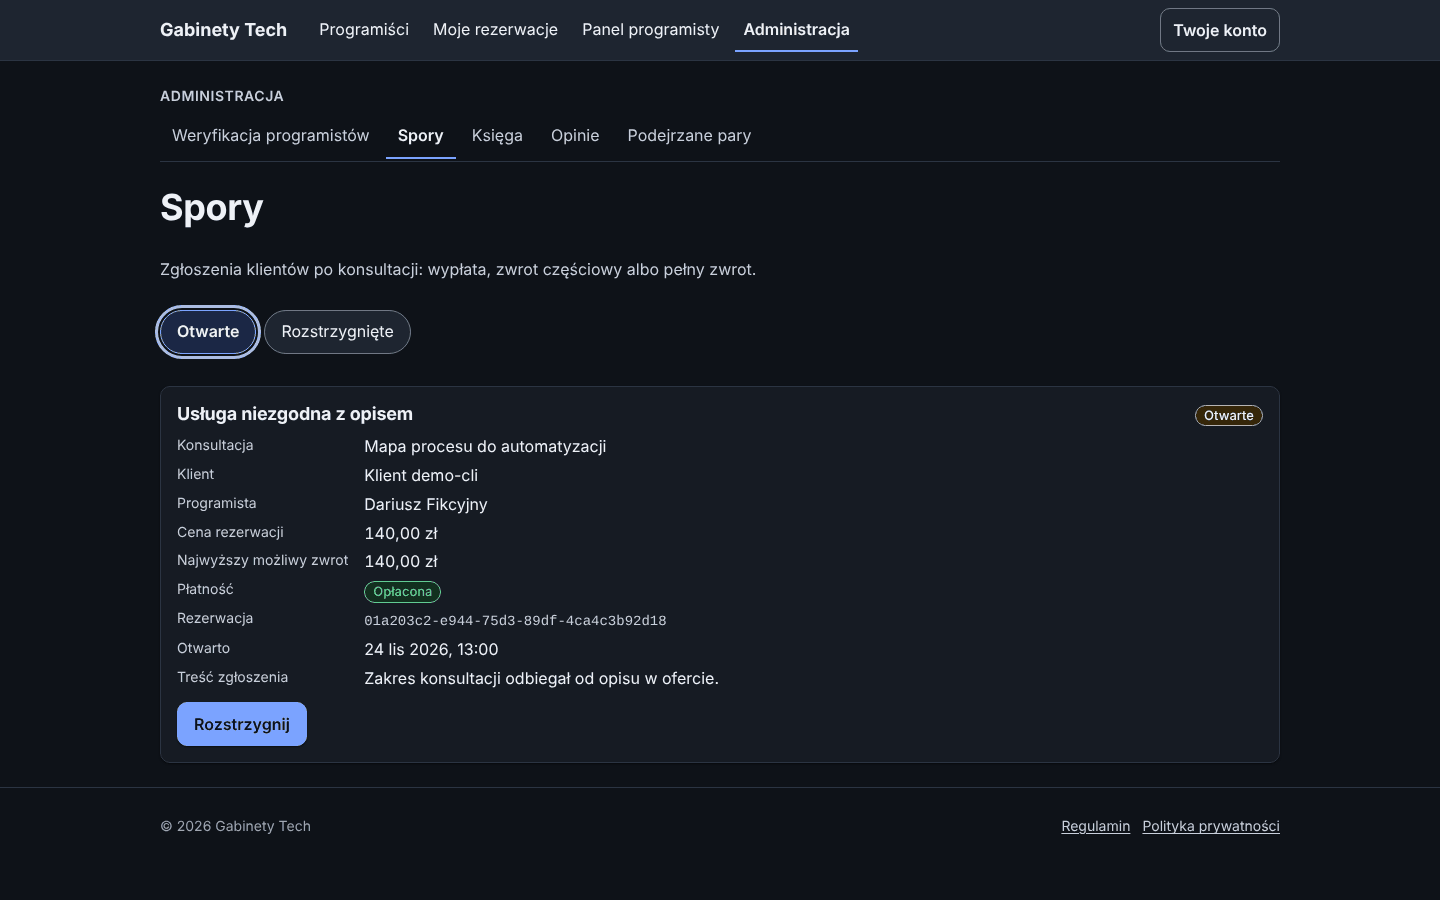 Gabinety Tech Programiści Moje rezerwacje Panel programisty Administracja Twoje konto
ADMINISTRACJA
Weryfikacja programistów Spory Księga Opinie Podejrzane pary
Spory
Zgłoszenia klientów po konsultacji: wypłata, zwrot częściowy albo pełny zwrot.
Otwarte Rozstrzygnięte
Usługa niezgodna z opisem Otwarte
Konsultacja Mapa procesu do automatyzacji
Klient Klient demo-cli
Programista Dariusz Fikcyjny
Cena rezerwacji 140,00 zł
Najwyższy możliwy zwrot 140,00 zł
Płatność Opłacona
Rezerwacja 01a203c2-e944-75d3-89df-4ca4c3b92d18
Otwarto 24 lis 2026, 13:00
Treść zgłoszenia Zakres konsultacji odbiegał od opisu w ofercie.
Rozstrzygnij
© 2026 Gabinety Tech Regulamin Polityka prywatności